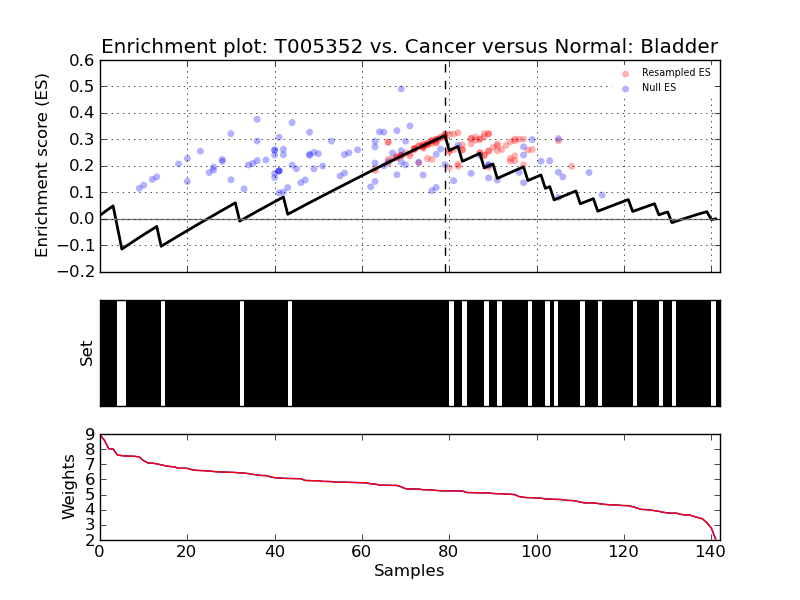 Enrichment plot: T005352 vs. Cancer versus Normal: Bladder
0.6
0.5
0.4
0.3
0.2
0.1
0.0
−0.1
−0.2
Enrichment score (ES)
Resampled ES
Null ES
Set
9
8
7
6
5
4
3
2
Weights
0 20 40 60 80 100 120 140
Samples